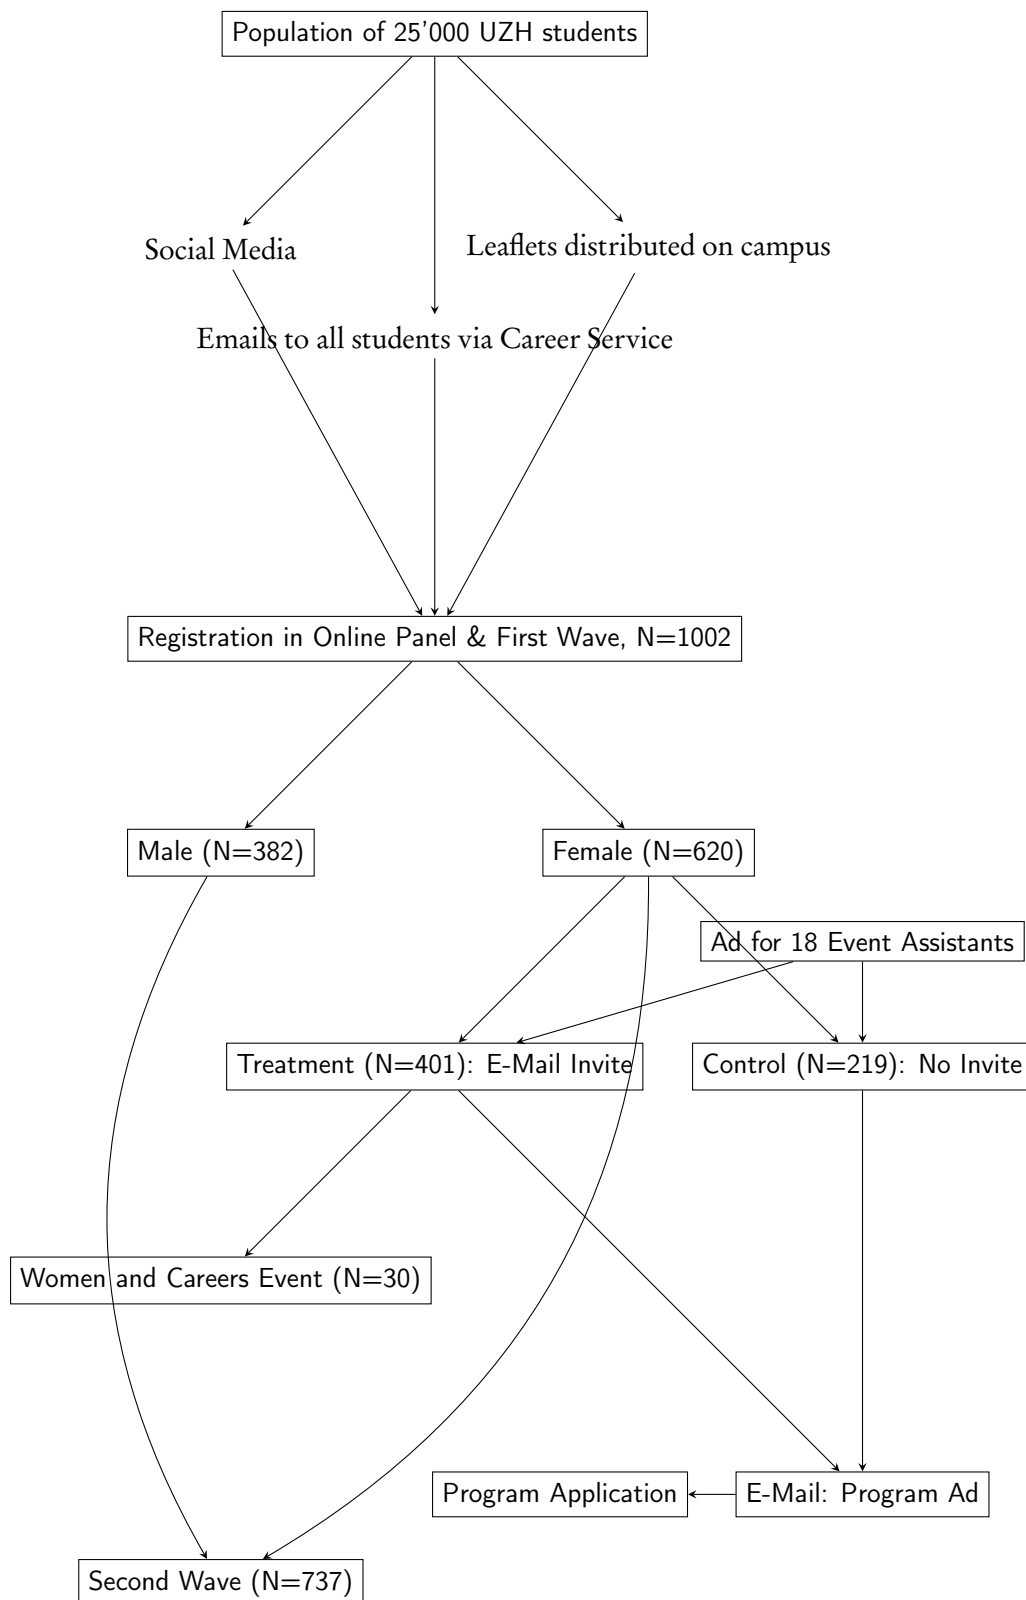 Population of 25’000 UZH students
Social Media
Leaflets distributed on campus
Emails to all students via Career Service
Registration in Online Panel & First Wave, N=1002
Male (N=382)
Female (N=620)
Ad for 18 Event Assistants
Treatment (N=401): E-Mail Invite
Control (N=219): No Invite
Women and Careers Event (N=30)
Program Application
E-Mail: Program Ad
Second Wave (N=737)